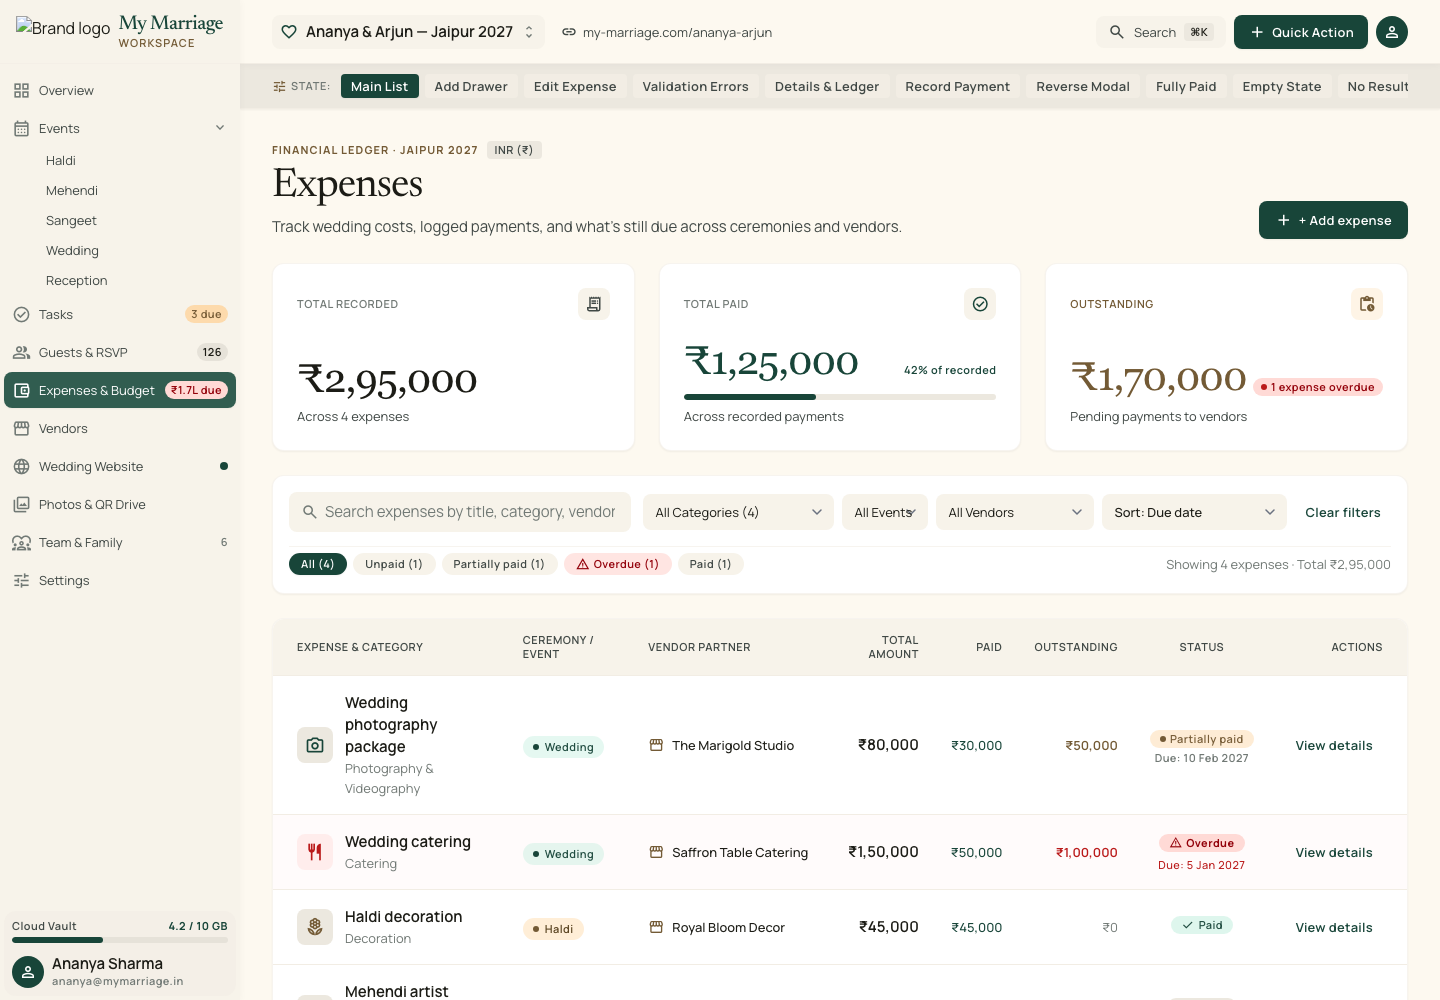 Brand logo
My Marriage
WORKSPACE
Overview
Events
Haldi
Mehendi
Sangeet
Wedding
Reception
Tasks
3 due
Guests & RSVP
126
Expenses & Budget
₹1.7L due
Vendors
Wedding Website
Photos & QR Drive
Team & Family
6
Settings
Cloud Vault
4.2 / 10 GB
Ananya Sharma
ananya@mymarriage.in
Ananya & Arjun — Jaipur 2027
my-marriage.com/ananya-arjun
Search ⌘K
+ Quick Action
STATE:
Main List
Add Drawer
Edit Expense
Validation Errors
Details & Ledger
Record Payment
Reverse Modal
Fully Paid
Empty State
No Result
FINANCIAL LEDGER · JAIPUR 2027
INR (₹)
Expenses
Track wedding costs, logged payments, and what's still due across ceremonies and vendors.
+ + Add expense
TOTAL RECORDED
₹2,95,000
Across 4 expenses
TOTAL PAID
₹1,25,000
42% of recorded
Across recorded payments
OUTSTANDING
₹1,70,000
1 expense overdue
Pending payments to vendors
Search expenses by title, category, vendor
All Categories (4)
All Events
All Vendors
Sort: Due date
Clear filters
All (4)
Unpaid (1)
Partially paid (1)
Overdue (1)
Paid (1)
Showing 4 expenses · Total ₹2,95,000
EXPENSE & CATEGORY
CEREMONY /
EVENT
VENDOR PARTNER
TOTAL
AMOUNT
PAID
OUTSTANDING
STATUS
ACTIONS
Wedding
photography
package
Photography &
Videography
Wedding
The Marigold Studio
₹80,000
₹30,000
₹50,000
Partially paid
Due: 10 Feb 2027
View details
Wedding catering
Catering
Wedding
Saffron Table Catering
₹1,50,000
₹50,000
₹1,00,000
Overdue
Due: 5 Jan 2027
View details
Haldi decoration
Decoration
Haldi
Royal Bloom Decor
₹45,000
₹45,000
₹0
Paid
View details
Mehendi artist